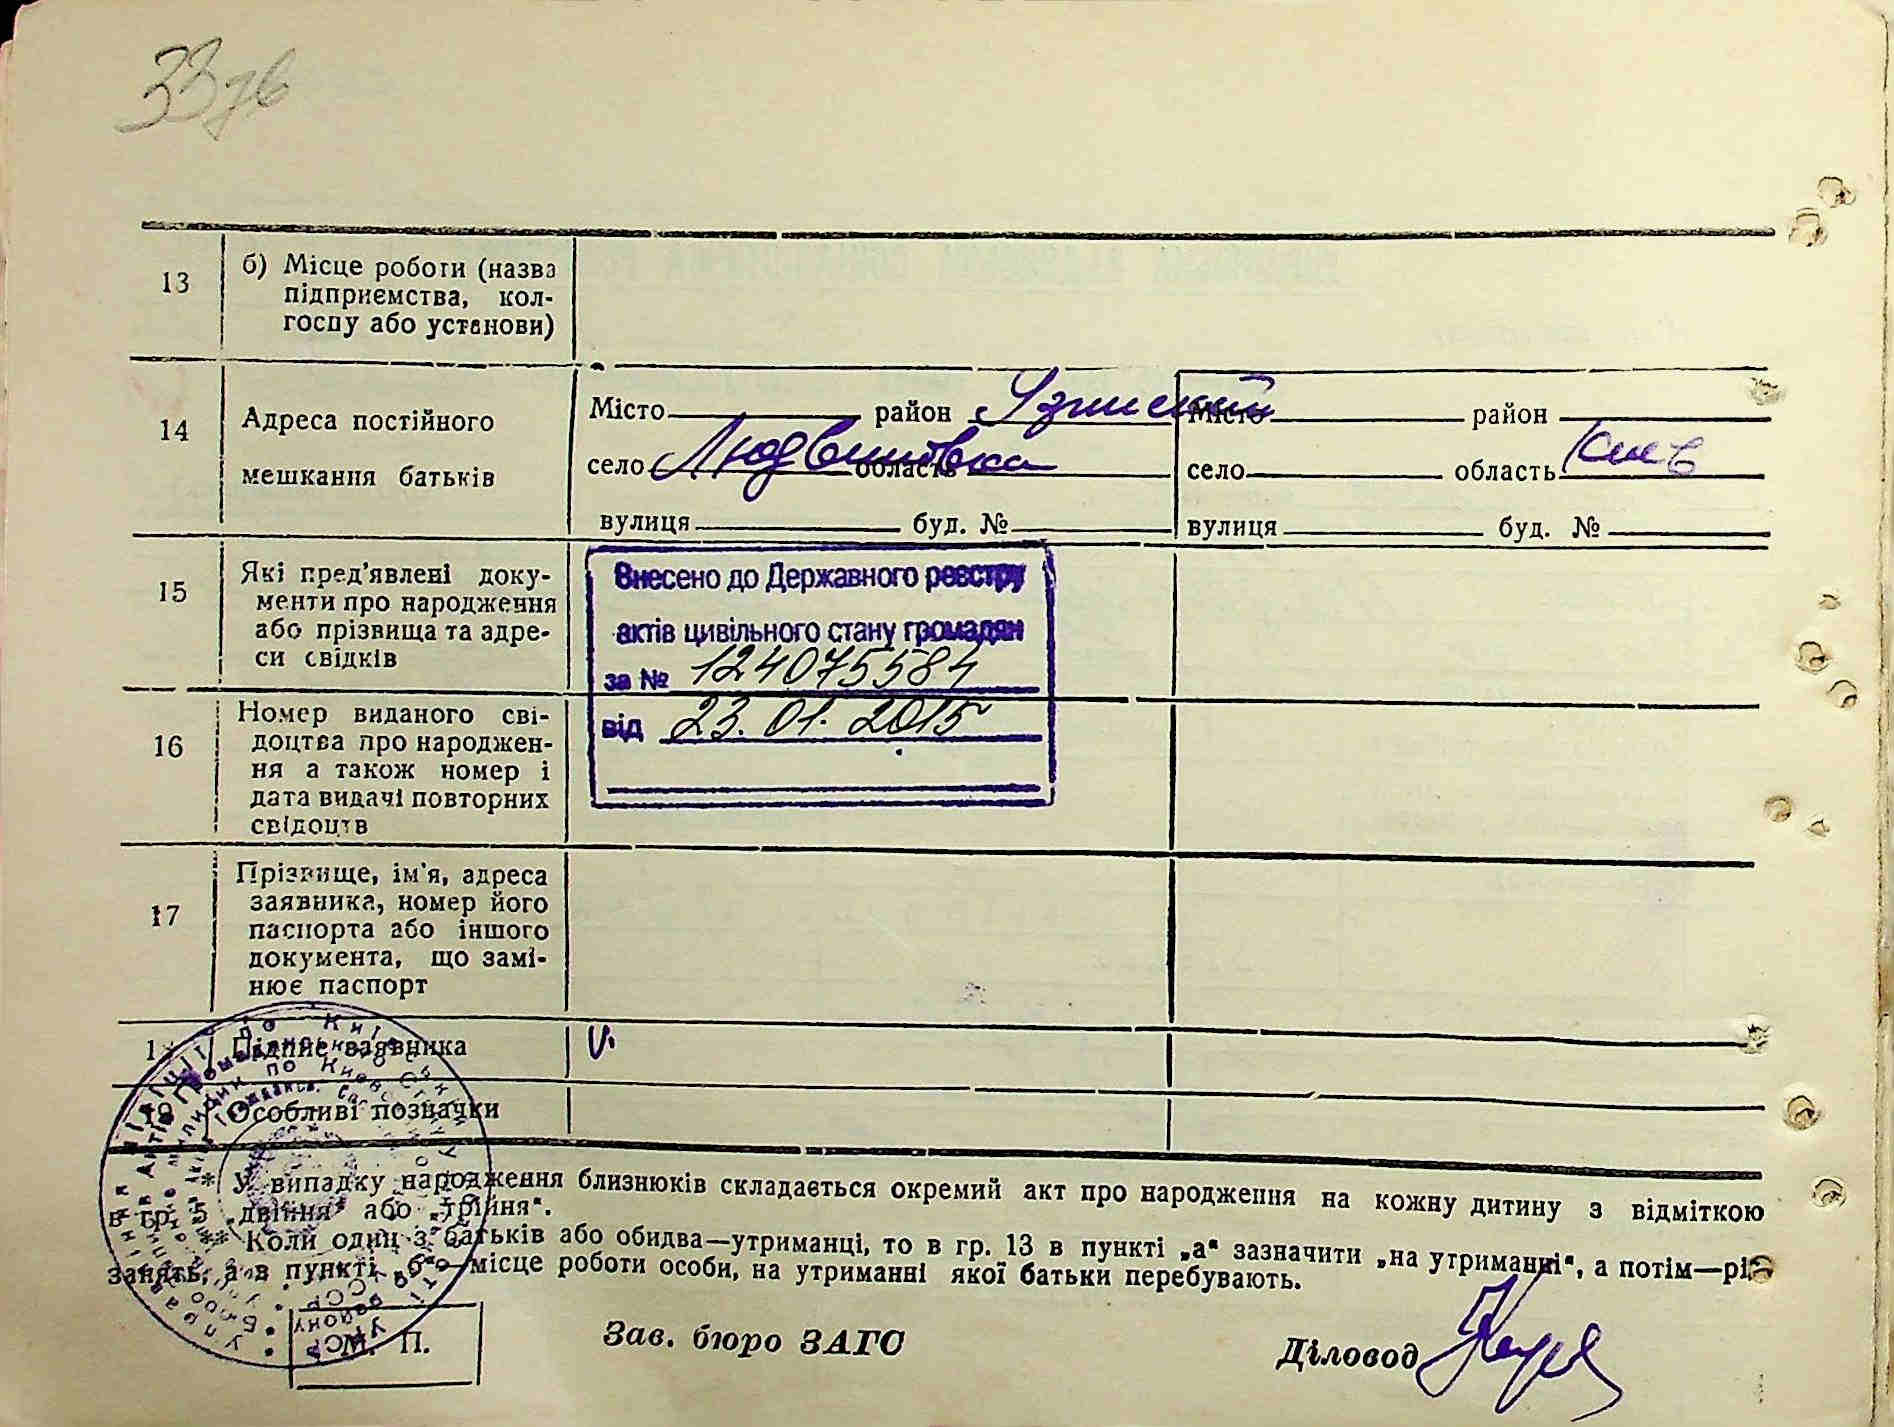 33 зв
13 б) Місце роботи (назва
підприємства, кол-
госпу або установи)
14 Адреса постійного
мешкання батьків
Місто район Узинский Місто район
село Людвинівка область село область Киев
вулиця буд. № вулиця буд. №
15 Які пред'явлені доку-
менти про народження
або прізвища та адре-
си свідків
Внесено до Державного реєстру
актів цивільного стану громадян
за № 124075584
від 23.01.2015
16 Номер виданого сві-
доцтва про народжен-
ня а також номер і
дата видачі повторних
свідоцтв
17 Прізвище, ім'я, адреса
заявника, номер його
паспорта або іншого
документа, що замі-
нює паспорт
Підпис заявника
19 Особливі позначки
* У випадку народження близнюків складається окремий акт про народження на кожну дитину з відміткою
в гр. 5 „двійня“ або „трійня“.
* Коли один з батьків або обидва—утриманці, то в гр. 13 в пункті „а“ зазначити „на утриманні“, а потім—рід
занять, а в пункті „б“—місце роботи особи, на утриманні якої батьки перебувають.
М. П.
Зав. бюро ЗАГС
Діловод